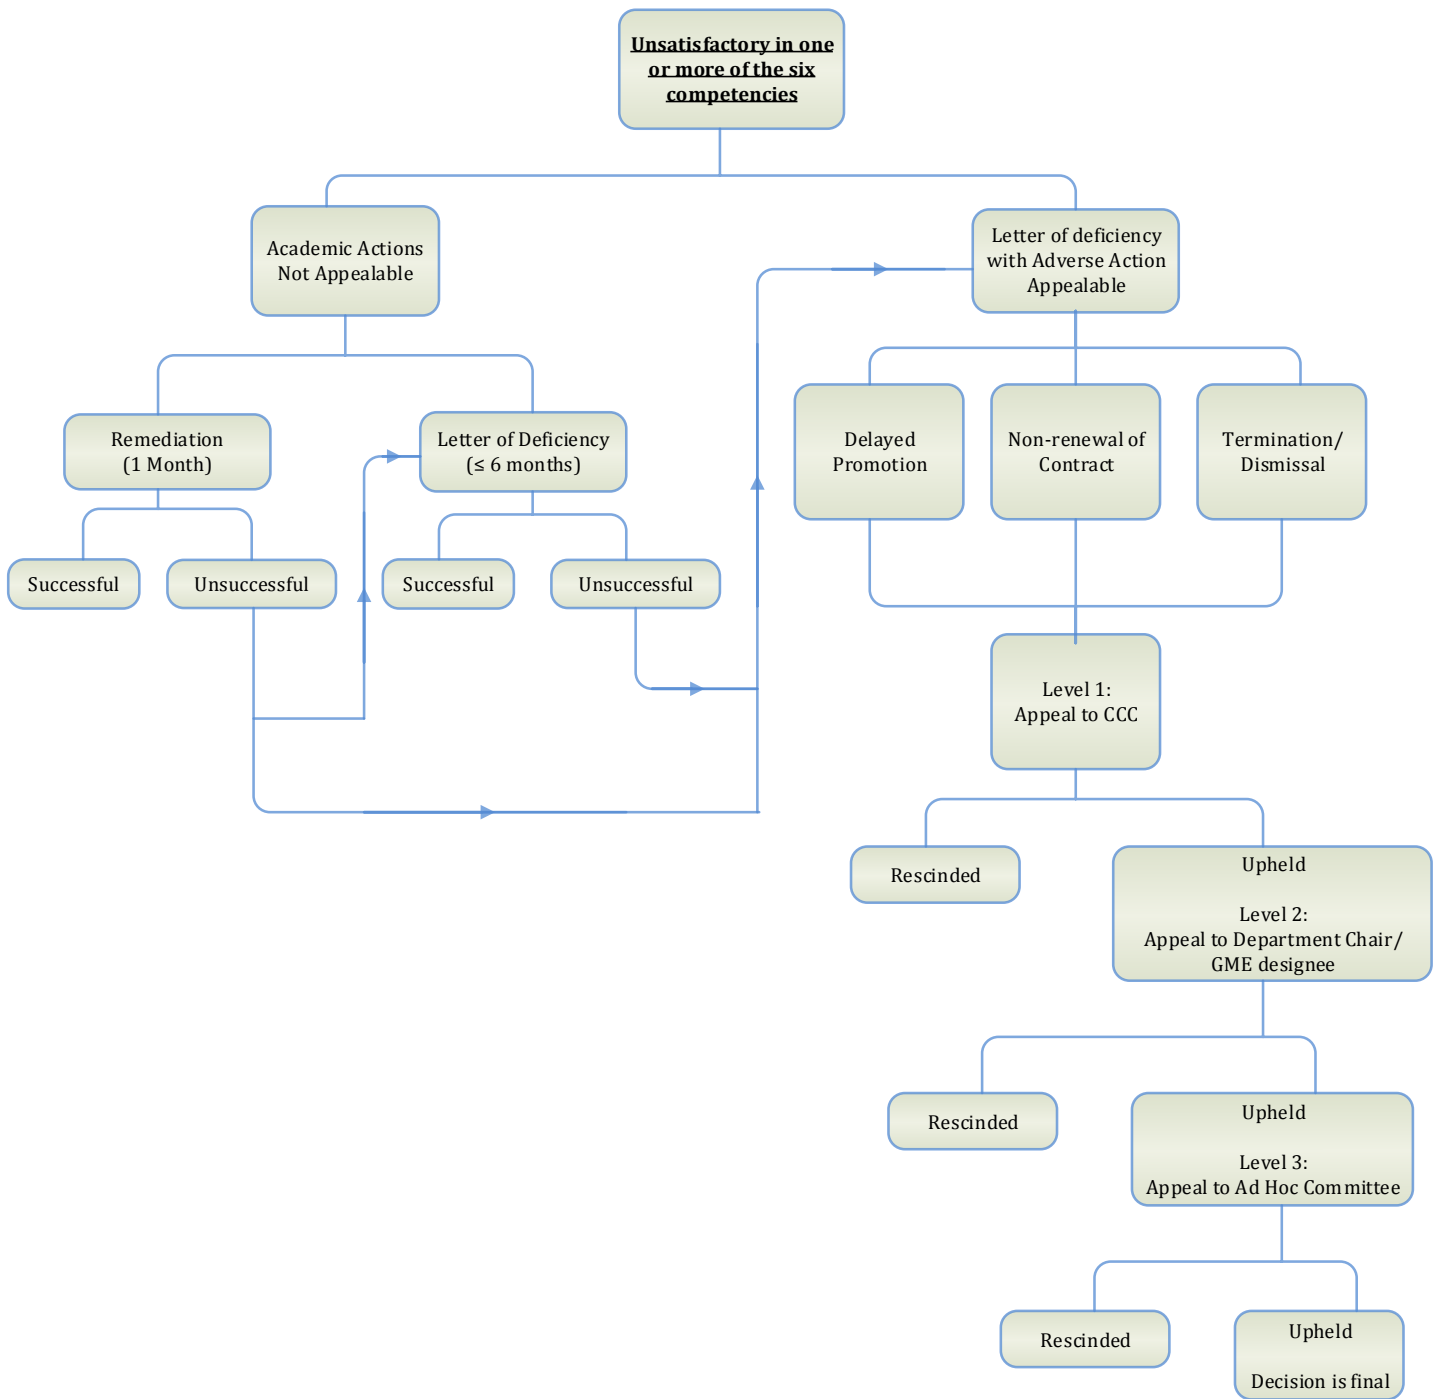 Unsatisfactory in one
or more of the six
competencies
Academic Actions
Not Appealable
Letter of deficiency
with Adverse Action
Appealable
Remediation
(1 Month)
Letter of Deficiency
(≤ 6 months)
Delayed
Promotion
Non-renewal of
Contract
Termination/
Dismissal
Successful
Unsuccessful
Successful
Unsuccessful
Level 1:
Appeal to CCC
Rescinded
Upheld
Level 2:
Appeal to Department Chair/
GME designee
Rescinded
Upheld
Level 3:
Appeal to Ad Hoc Committee
Rescinded
Upheld
Decision is final